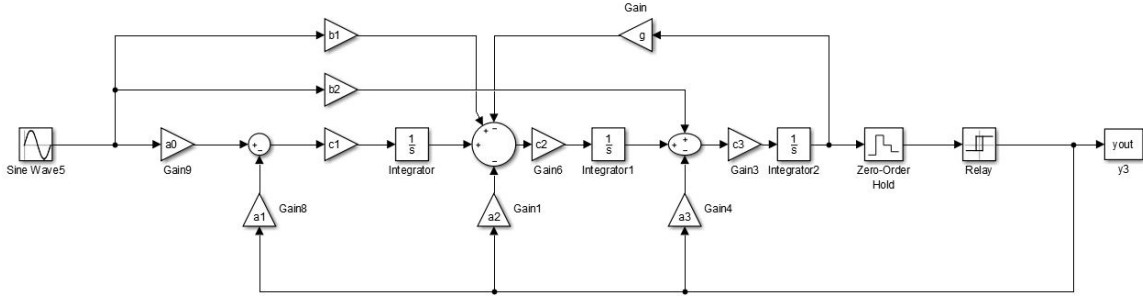 Gain
b1
g
b2
Sine Wave5
a0
Gain9
+
−
c1
1
s
Integrator
+
−
+
+
−
c2
Gain6
1
s
Integrator1
+
+
−
c3
Gain3
1
s
Integrator2
Zero-Order
Hold
Relay
yout
y3
a1
Gain8
a2
Gain1
a3
Gain4